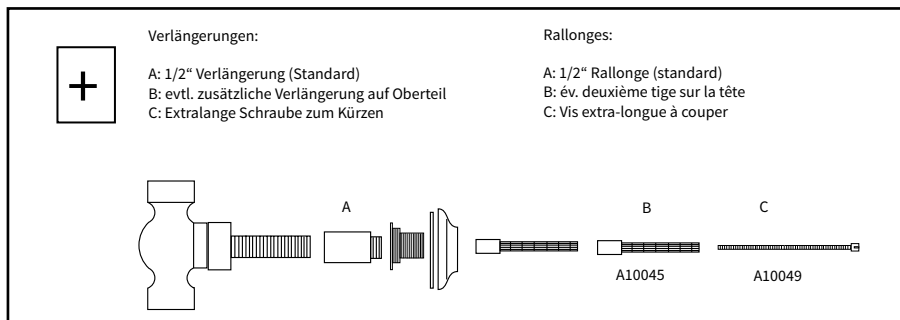 Verlängerungen:
A: 1/2“ Verlängerung (Standard)
B: evtl. zusätzliche Verlängerung auf Oberteil
C: Extralange Schraube zum Kürzen
Rallonges:
A: 1/2“ Rallonge (standard)
B: év. deuxième tige sur la tête
C: Vis extra-longue à couper
A
B
C
A10045
A10049